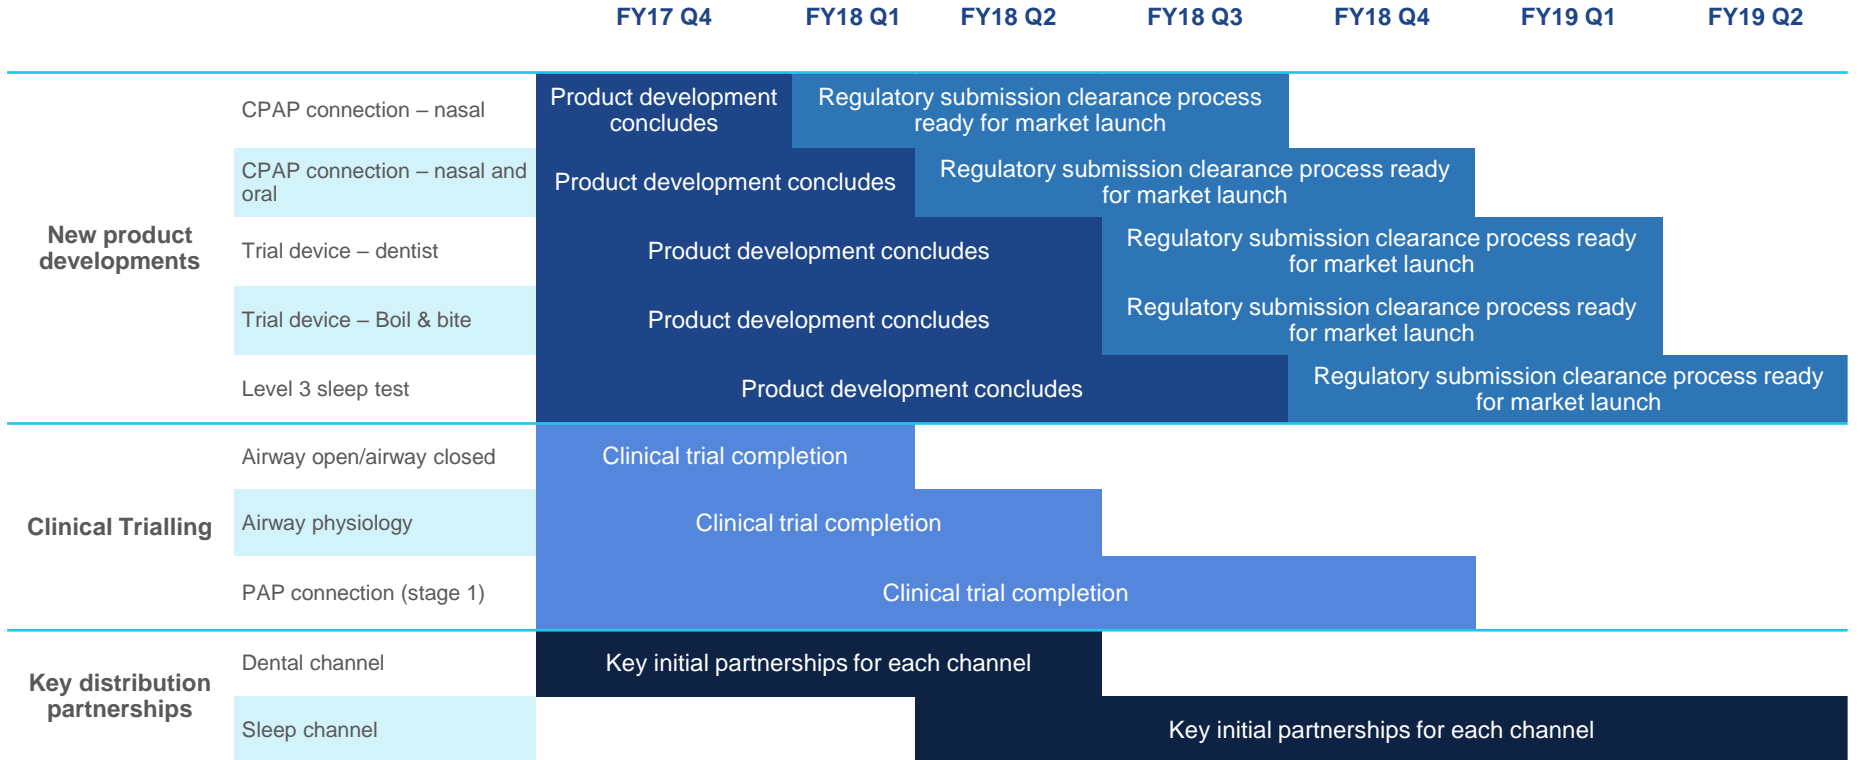 FY17 Q4 FY18 Q1 FY18 Q2 FY18 Q3 FY18 Q4 FY19 Q1 FY19 Q2
New product
developments
CPAP connection – nasal
Product development
concludes
Regulatory submission clearance process
ready for market launch
CPAP connection – nasal and
oral
Product development concludes
Regulatory submission clearance process ready
for market launch
Trial device – dentist
Product development concludes
Regulatory submission clearance process ready
for market launch
Trial device – Boil & bite
Product development concludes
Regulatory submission clearance process ready
for market launch
Level 3 sleep test
Product development concludes
Regulatory submission clearance process ready
for market launch
Clinical Trialling
Airway open/airway closed
Clinical trial completion
Airway physiology
Clinical trial completion
PAP connection (stage 1)
Clinical trial completion
Key distribution
partnerships
Dental channel
Key initial partnerships for each channel
Sleep channel
Key initial partnerships for each channel